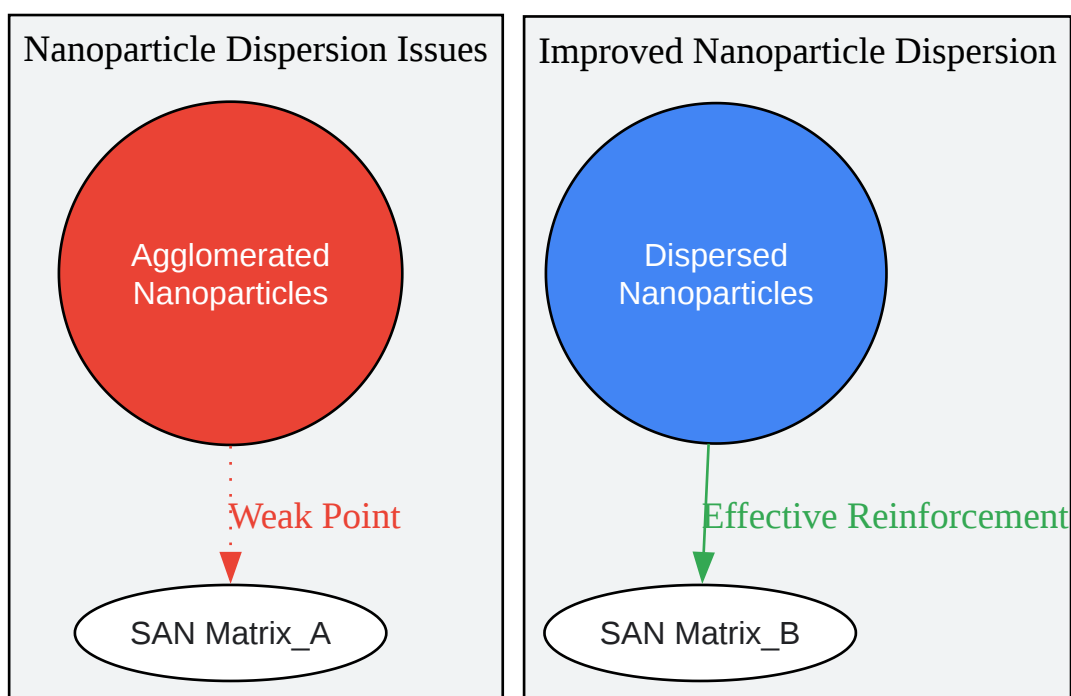 Nanoparticle Dispersion Issues
Agglomerated
Nanoparticles
Weak Point
SAN Matrix_A
Improved Nanoparticle Dispersion
Dispersed
Nanoparticles
Effective Reinforcement
SAN Matrix_B